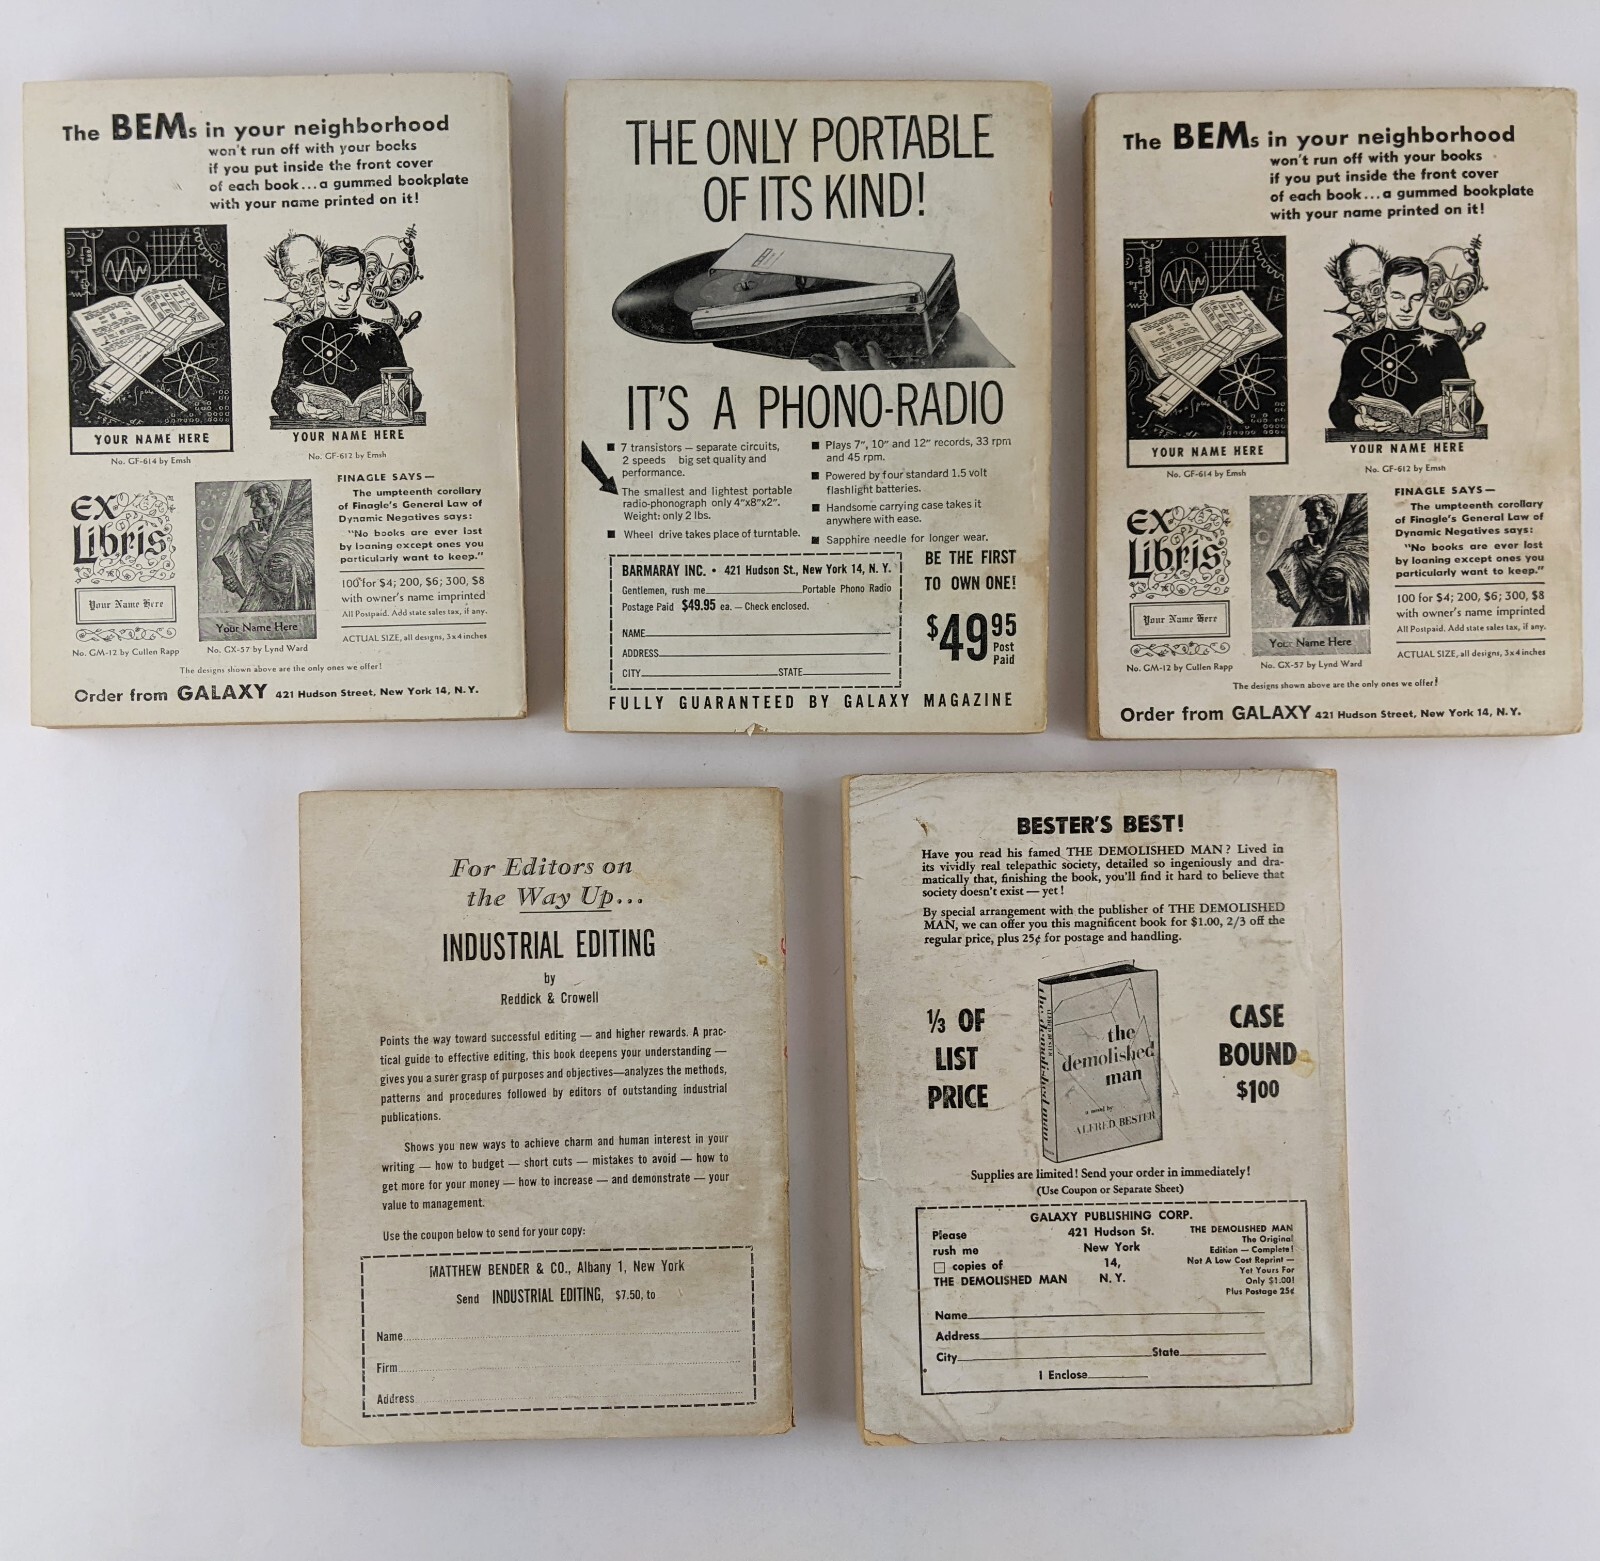 The BEMs in your neighborhood
won't run off with your books
if you put inside the front cover
of each book...a gummed bookplate
with your name printed on it!
YOUR NAME HERE
No. GF-614 by Emsh
YOUR NAME HERE
No. GF-612 by Emsh
EX
Libris
Your Name Here
No. GM-12 by Cullen Rapp
Your Name Here
No. GX-57 by Lynd Ward
FINAGLE SAYS—
The umpteenth corollary
of Finagle's General Law of
Dynamic Negatives says:
"No books are ever lost
by loaning except ones you
particularly want to keep."
100 for $4; 200, $6; 300, $8
with owner's name imprinted
All Postpaid. Add state sales tax, if any.
ACTUAL SIZE, all designs, 3x4 inches
The designs shown above are the only ones we offer!
Order from GALAXY 421 Hudson Street, New York 14, N.Y.
THE ONLY PORTABLE
OF ITS KIND!
IT'S A PHONO-RADIO
7 transistors — separate circuits,
2 speeds big set quality and
performance.
The smallest and lightest portable
radio-phonograph only 4"x8"x2".
Weight: only 2 lbs.
Wheel drive takes place of turntable.
Plays 7", 10" and 12" records, 33 rpm
and 45 rpm.
Powered by four standard 1.5 volt
flashlight batteries.
Handsome carrying case takes it
anywhere with ease.
Sapphire needle for longer wear.
BARMARAY INC. • 421 Hudson St., New York 14, N. Y.
Gentlemen, rush me Portable Phono Radio
Postage Paid $49.95 ea. — Check enclosed.
NAME
ADDRESS
CITY STATE
BE THE FIRST
TO OWN ONE!
$49 95
Post
Paid
FULLY GUARANTEED BY GALAXY MAGAZINE
The BEMs in your neighborhood
won't run off with your books
if you put inside the front cover
of each book...a gummed bookplate
with your name printed on it!
YOUR NAME HERE
No. GF-614 by Emsh
YOUR NAME HERE
No. GF-612 by Emsh
EX
Libris
Your Name Here
No. GM-12 by Cullen Rapp
Your Name Here
No. GX-57 by Lynd Ward
FINAGLE SAYS—
The umpteenth corollary
of Finagle's General Law of
Dynamic Negatives says:
"No books are ever lost
by loaning except ones you
particularly want to keep."
100 for $4; 200, $6; 300, $8
with owner's name imprinted
All Postpaid. Add state sales tax, if any.
ACTUAL SIZE, all designs, 3x4 inches
The designs shown above are the only ones we offer!
Order from GALAXY 421 Hudson Street, New York 14, N.Y.
For Editors on
the Way Up...
INDUSTRIAL EDITING
by
Reddick & Crowell
Points the way toward successful editing — and higher rewards. A prac-
tical guide to effective editing, this book deepens your understanding —
gives you a surer grasp of purposes and objectives—analyzes the methods,
patterns and procedures followed by editors of outstanding industrial
publications.
Shows you new ways to achieve charm and human interest in your
writing — how to budget — short cuts — mistakes to avoid — how to
get more for your money — how to increase — and demonstrate — your
value to management.
Use the coupon below to send for your copy:
MATTHEW BENDER & CO., Albany 1, New York
Send INDUSTRIAL EDITING, $7.50, to
Name
Firm
Address
BESTER'S BEST!
Have you read his famed THE DEMOLISHED MAN? Lived in
its vividly real telepathic society, detailed so ingeniously and dra-
matically that, finishing the book, you'll find it hard to believe that
society doesn't exist — yet!
By special arrangement with the publisher of THE DEMOLISHED
MAN, we can offer you this magnificent book for $1.00, 2/3 off the
regular price, plus 25¢ for postage and handling.
1/3 OF
LIST
PRICE
the demolished man
the
demolished
man
a novel by
ALFRED BESTER
CASE
BOUND
$1.00
Supplies are limited! Send your order in immediately!
(Use Coupon or Separate Sheet)
GALAXY PUBLISHING CORP.
Please
rush me
copies of
THE DEMOLISHED MAN
421 Hudson St.
New York
14,
N. Y.
THE DEMOLISHED MAN
The Original
Edition — Complete!
Not A Low Cost Reprint —
Yet Yours For
Only $1.00!
Plus Postage 25¢
Name
Address
City State
I Enclose